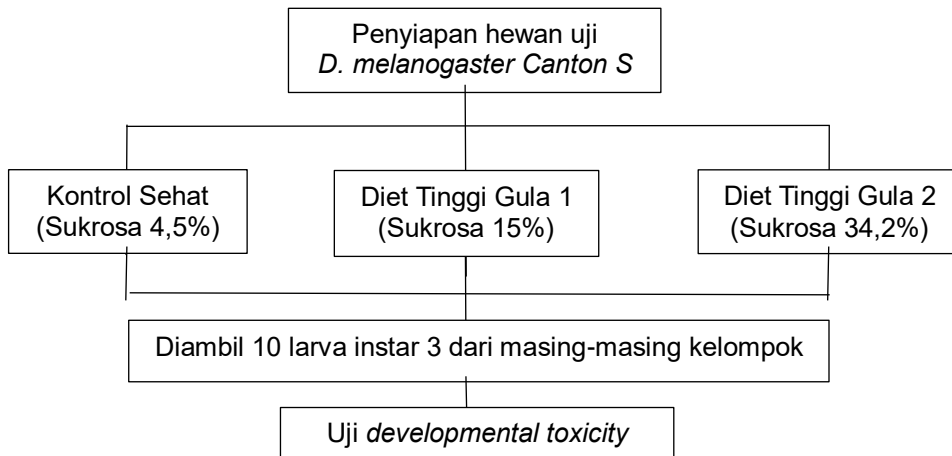 Penyiapan hewan uji
D. melanogaster Canton S
Kontrol Sehat
(Sukrosa 4,5%)
Diet Tinggi Gula 1
(Sukrosa 15%)
Diet Tinggi Gula 2
(Sukrosa 34,2%)
Diambil 10 larva instar 3 dari masing-masing kelompok
Uji developmental toxicity